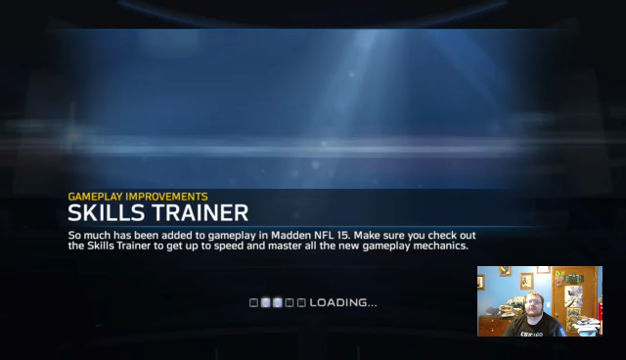 GAMEPLAY IMPROVEMENTS
SKILLS TRAINER
So much has been added to gameplay in Madden NFL 15. Make sure you check out
the Skills Trainer to get up to speed and master all the new gameplay mechanics.
LOADING...